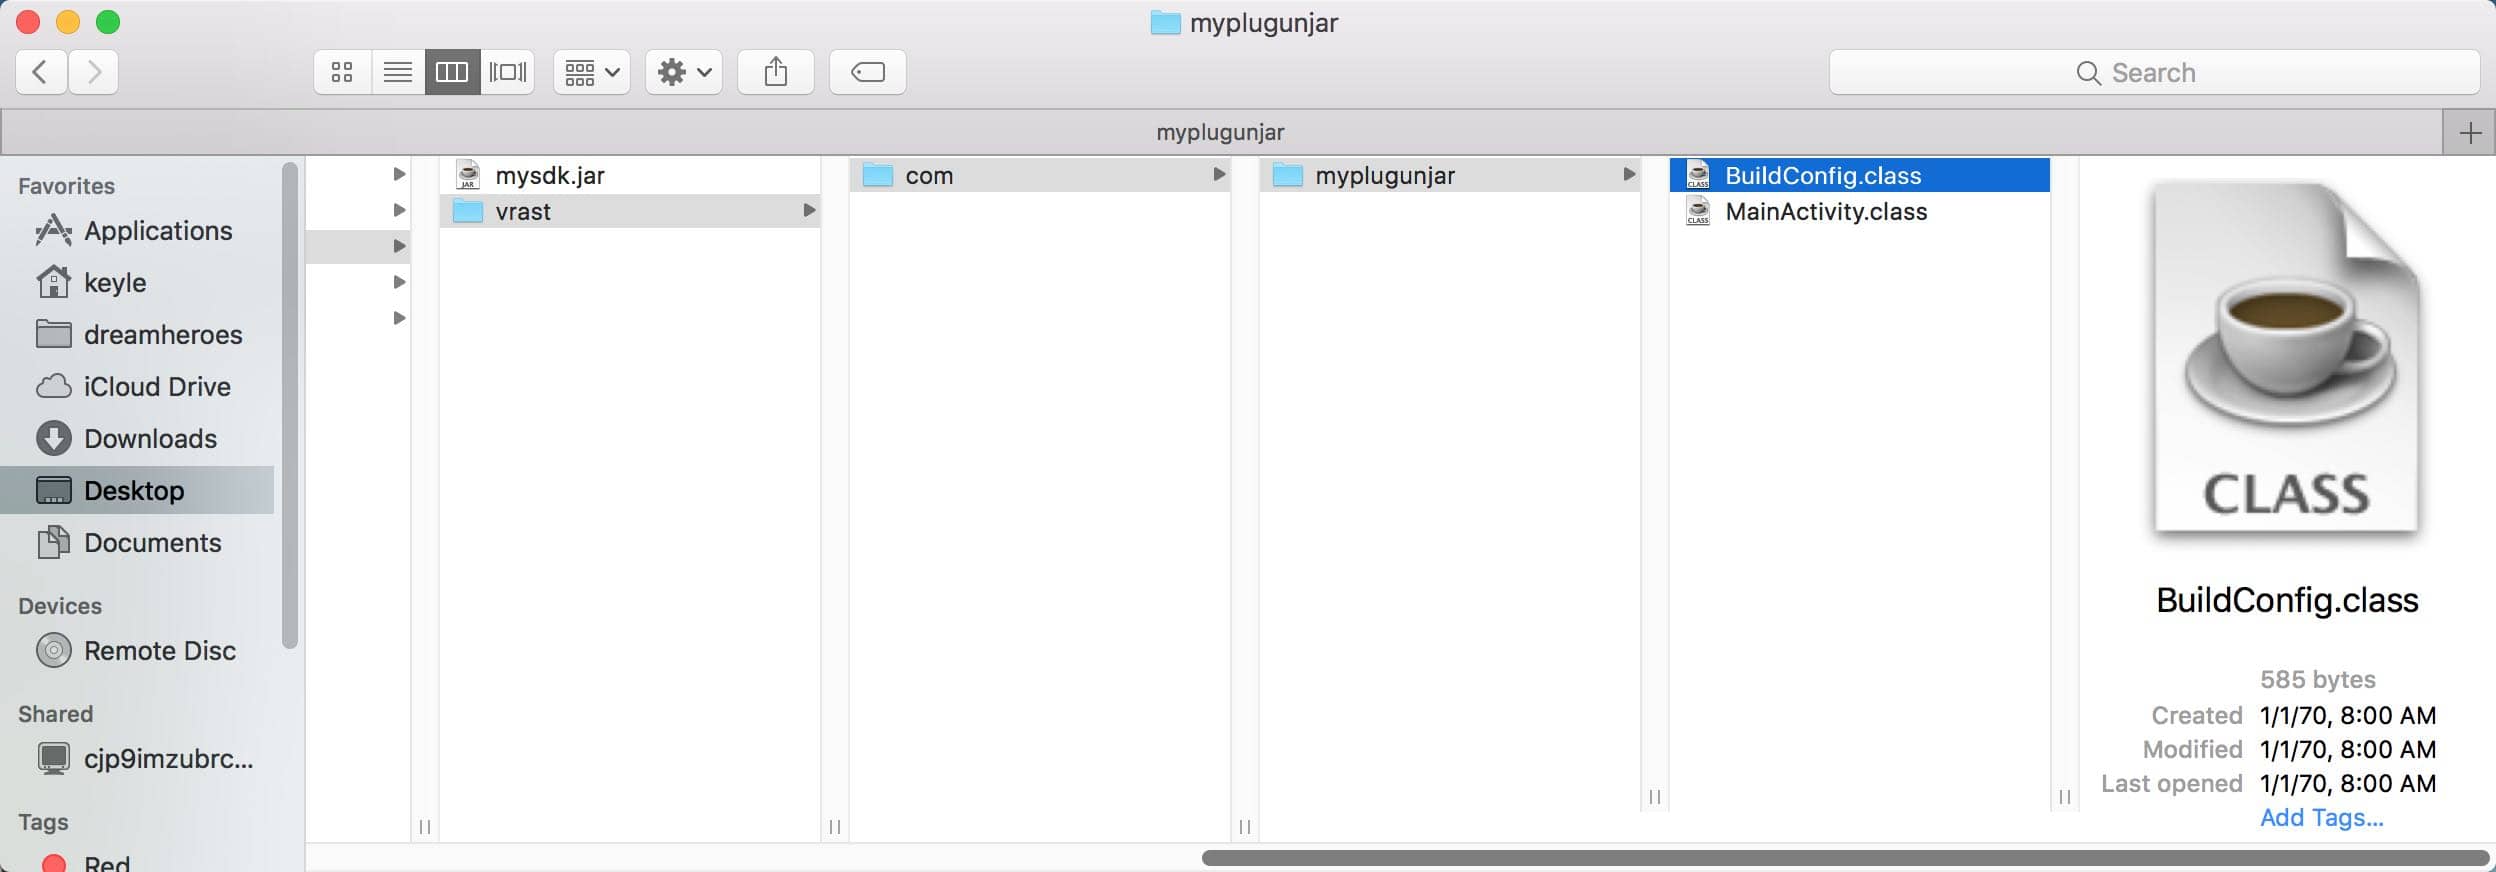 myplugunjar
Search
myplugunjar
Favorites
Applications
keyle
dreamheroes
iCloud Drive
Downloads
Desktop
Documents
Devices
Remote Disc
Shared
cjp9imzubrc...
Tags
Red
JAR
mysdk.jar
vrast
com
myplugunjar
CLASS
BuildConfig.class
CLASS
MainActivity.class
CLASS
BuildConfig.class
585 bytes
Created 1/1/70, 8:00 AM
Modified 1/1/70, 8:00 AM
Last opened 1/1/70, 8:00 AM
Add Tags...